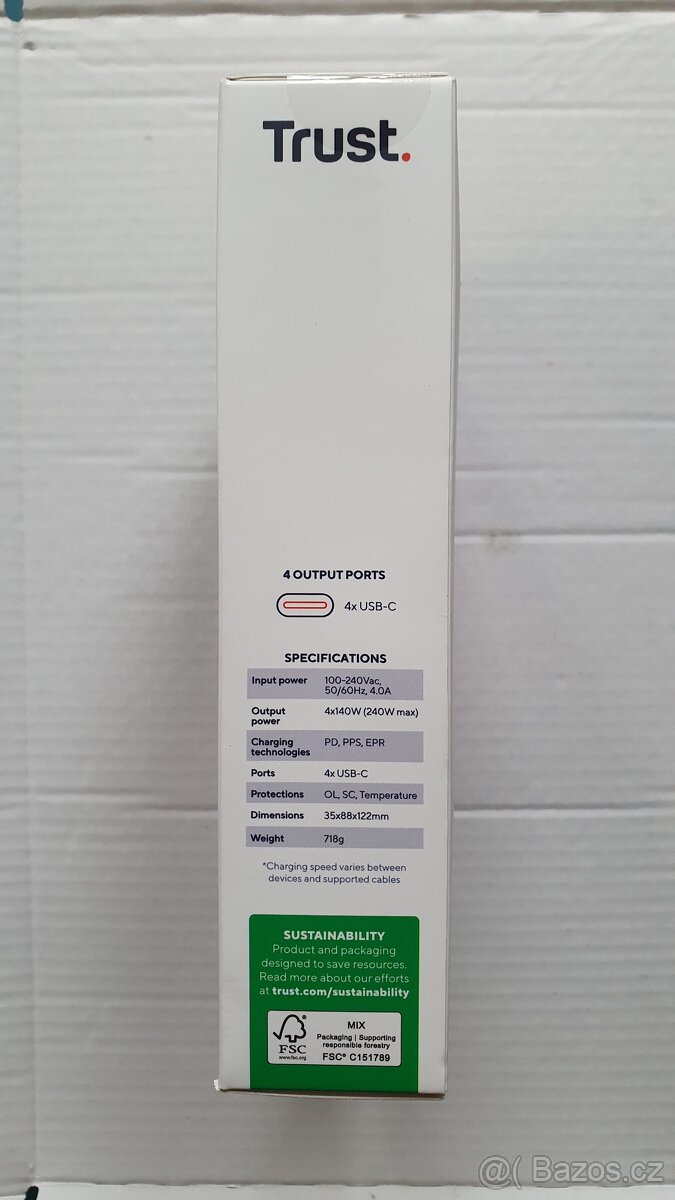 Trust.
4 OUTPUT PORTS
4x USB-C
SPECIFICATIONS
Input power 100-240Vac,
50/60Hz, 4.0A
Output
power 4x140W (240W max)
Charging
technologies PD, PPS, EPR
Ports 4x USB-C
Protections OL, SC, Temperature
Dimensions 35x88x122mm
Weight 718g
*Charging speed varies between
devices and supported cables
SUSTAINABILITY
Product and packaging
designed to save resources.
Read more about our efforts
at trust.com/sustainability
FSC
www.fsc.org
MIX
Packaging | Supporting
responsible forestry
FSC® C151789
@( Bazos.cz